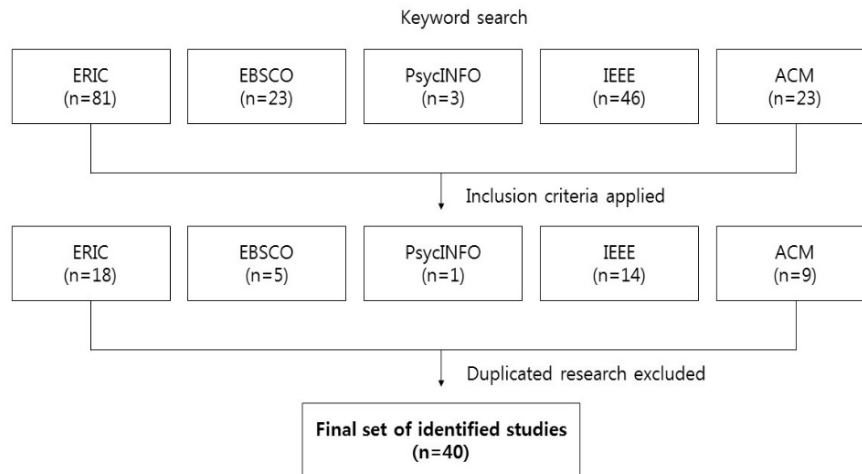 Keyword search
ERIC
(n=81)
EBSCO
(n=23)
PsycINFO
(n=3)
IEEE
(n=46)
ACM
(n=23)
Inclusion criteria applied
ERIC
(n=18)
EBSCO
(n=5)
PsycINFO
(n=1)
IEEE
(n=14)
ACM
(n=9)
Duplicated research excluded
Final set of identified studies
(n=40)